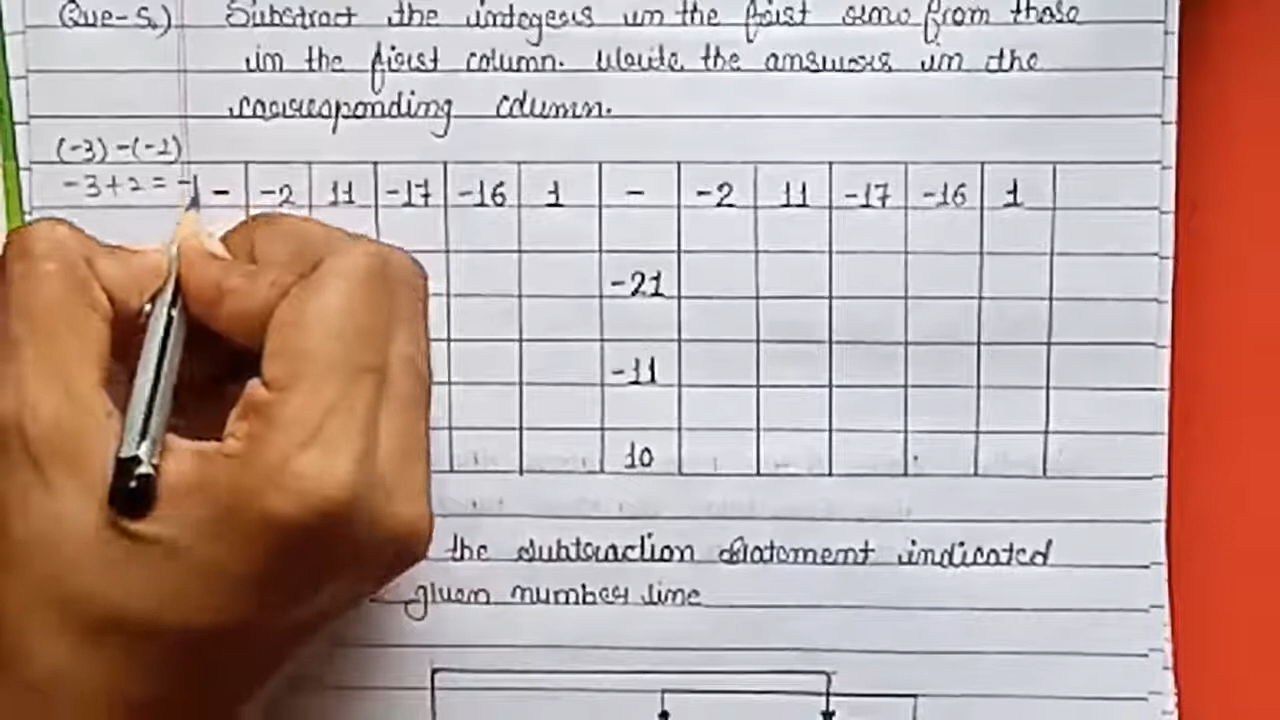 Que-5.) Substract the integers in the first row from those
in the first column. Write the answers in the
corresponding column.
(-3)-(-2)
-3+2 = -1
- -2 11 -17 -16 1 - -2 11 -17 -16 1
-21
-11
10
the subtraction statement indicated
given number line